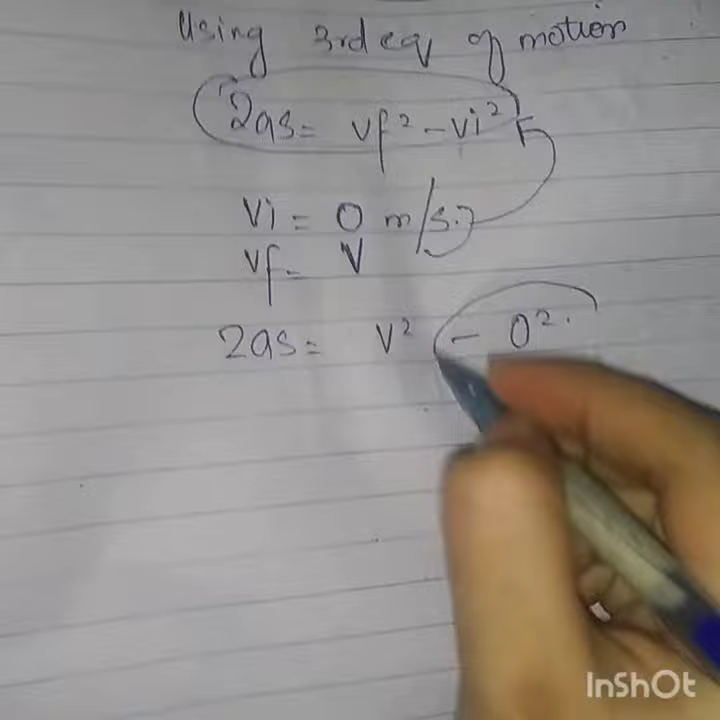 Using 3rd eq of motion
2as = vf² - vi²
Vi = 0 m/s.
Vf = V
2as = V² - 0².
InShOt